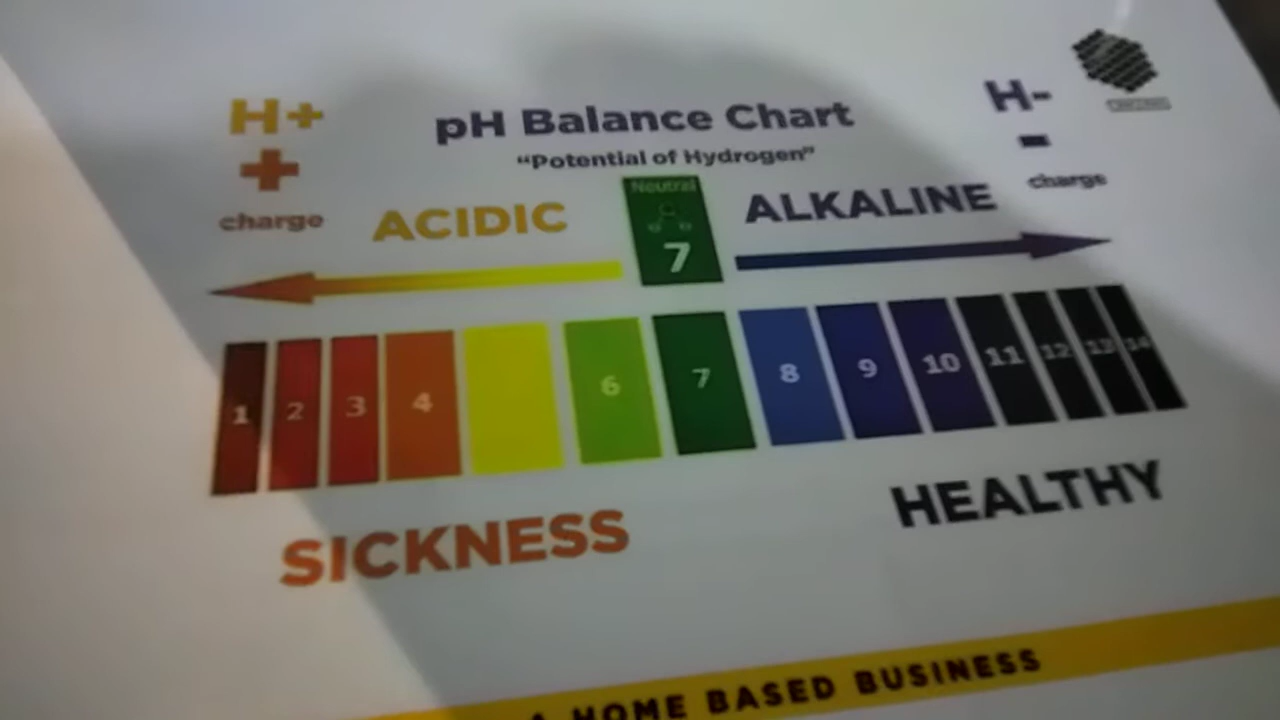 H+
pH Balance Chart
H-
"Potential of Hydrogen"
+
-
charge
ACIDIC
Neutral
7
ALKALINE
charge
1 2 3 4 6 7 8 9 10 11 12 13 14
SICKNESS
HEALTHY
A HOME BASED BUSINESS